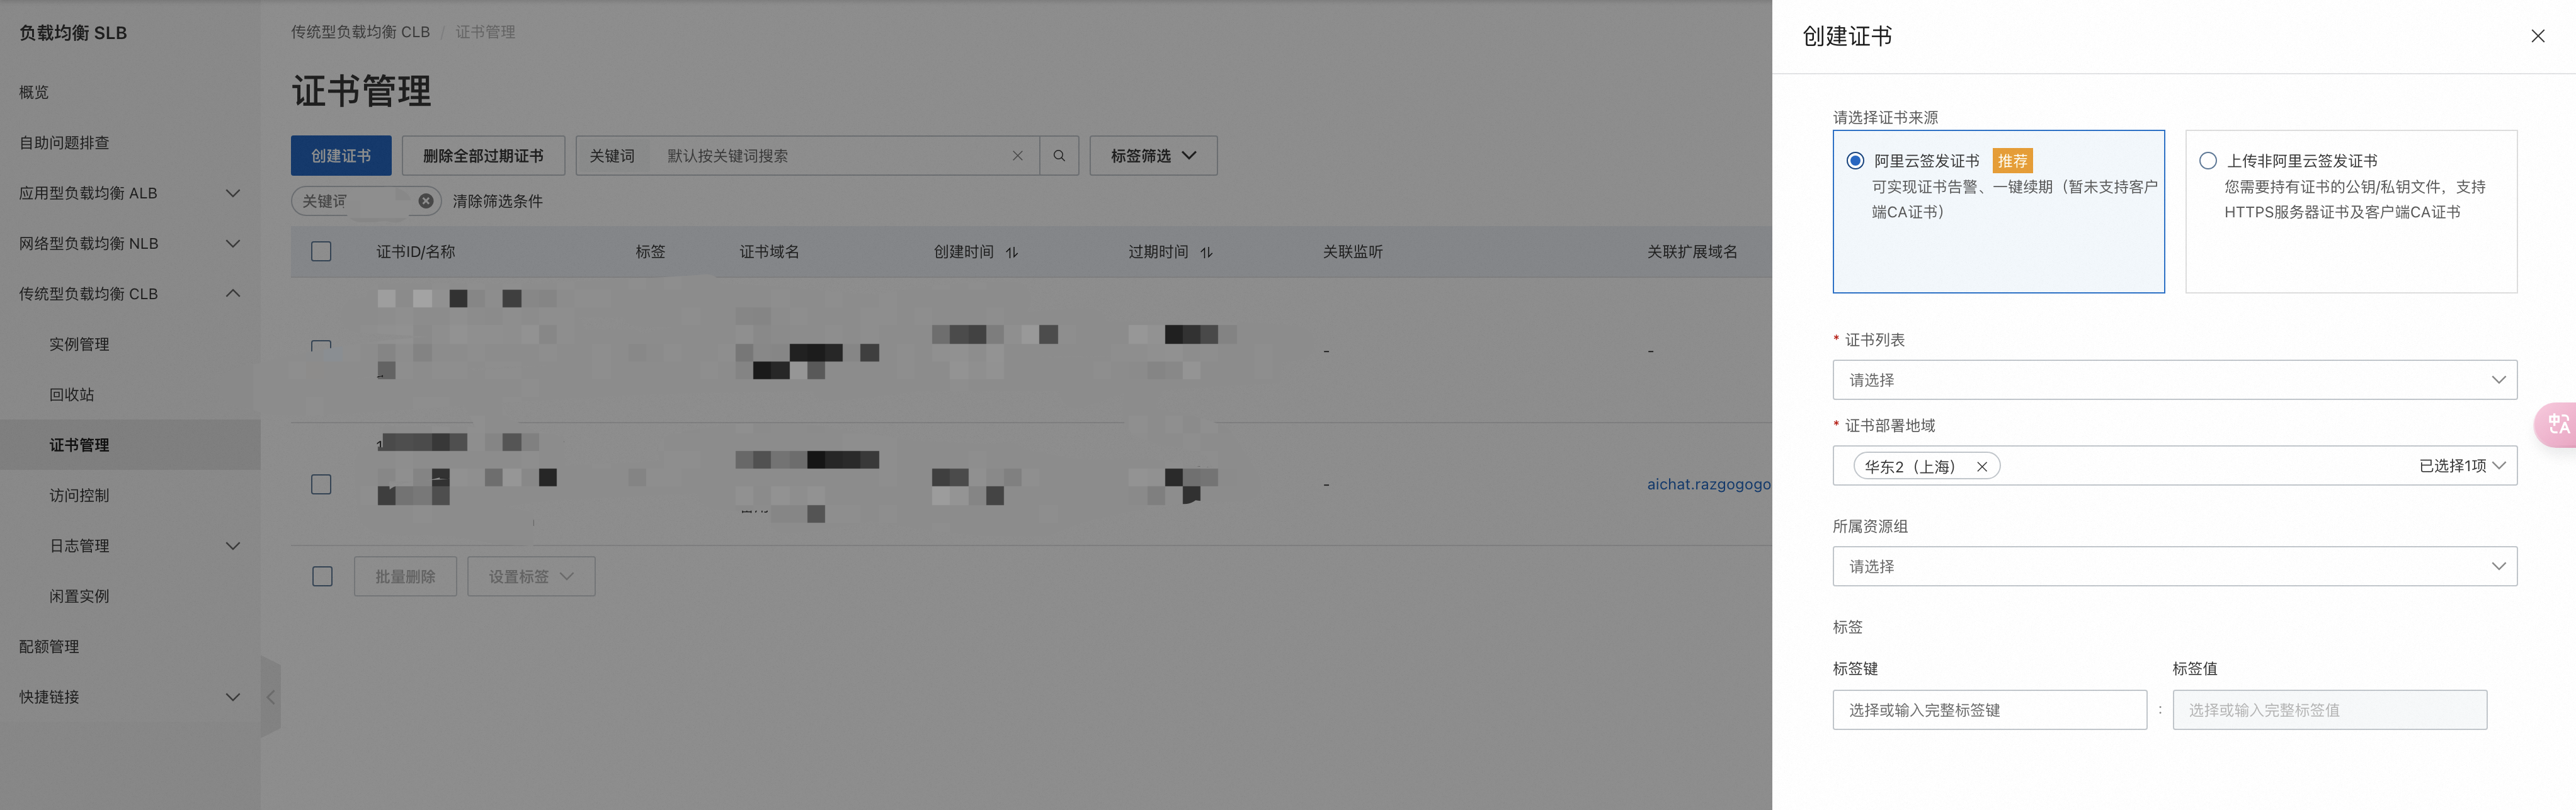 负载均衡 SLB
概览
自助问题排查
应用型负载均衡 ALB
网络型负载均衡 NLB
传统型负载均衡 CLB
实例管理
回收站
证书管理
访问控制
日志管理
闲置实例
配额管理
快捷链接
传统型负载均衡 CLB / 证书管理
证书管理
创建证书 删除全部过期证书 关键词 默认按关键词搜索 标签筛选
关键词 清除筛选条件
证书ID/名称 标签 证书域名 创建时间 过期时间 关联监听 关联扩展域名
- -
- aichat.razgogogo
批量删除 设置标签
创建证书
请选择证书来源
阿里云签发证书 推荐
可实现证书告警、一键续期（暂未支持客户
端CA证书）
上传非阿里云签发证书
您需要持有证书的公钥/私钥文件，支持
HTTPS服务器证书及客户端CA证书
* 证书列表
请选择
* 证书部署地域
华东2（上海） 已选择1项
所属资源组
请选择
标签
标签键 标签值
选择或输入完整标签键 : 选择或输入完整标签值
中A